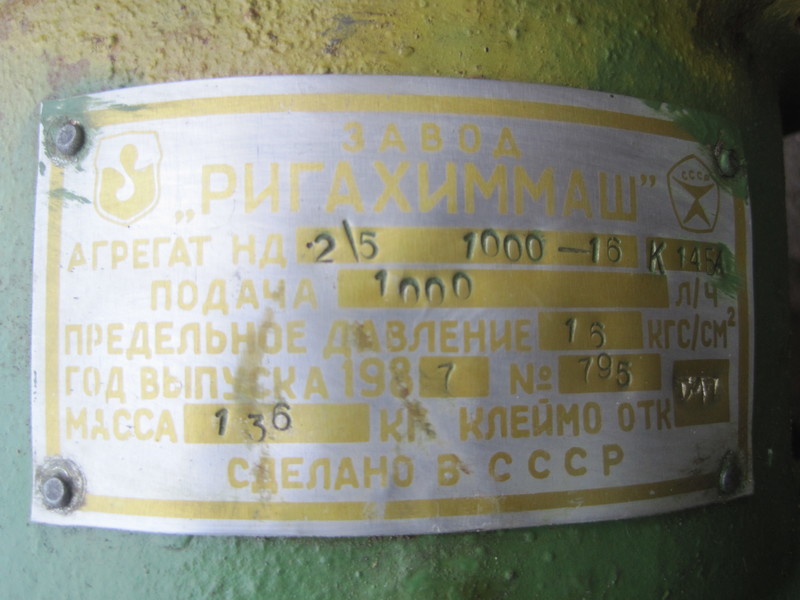 ЗАВОД
„РИГАХИММАШ”
СССР
АГРЕГАТ НД 2\5 1000-16 К 14БА
ПОДАЧА 1000 Л/Ч
ПРЕДЕЛЬНОЕ ДАВЛЕНИЕ 16 КГС/СМ²
ГОД ВЫПУСКА 1987 № 795
МАССА 136 КГ КЛЕЙМО ОТК
СДЕЛАНО В СССР